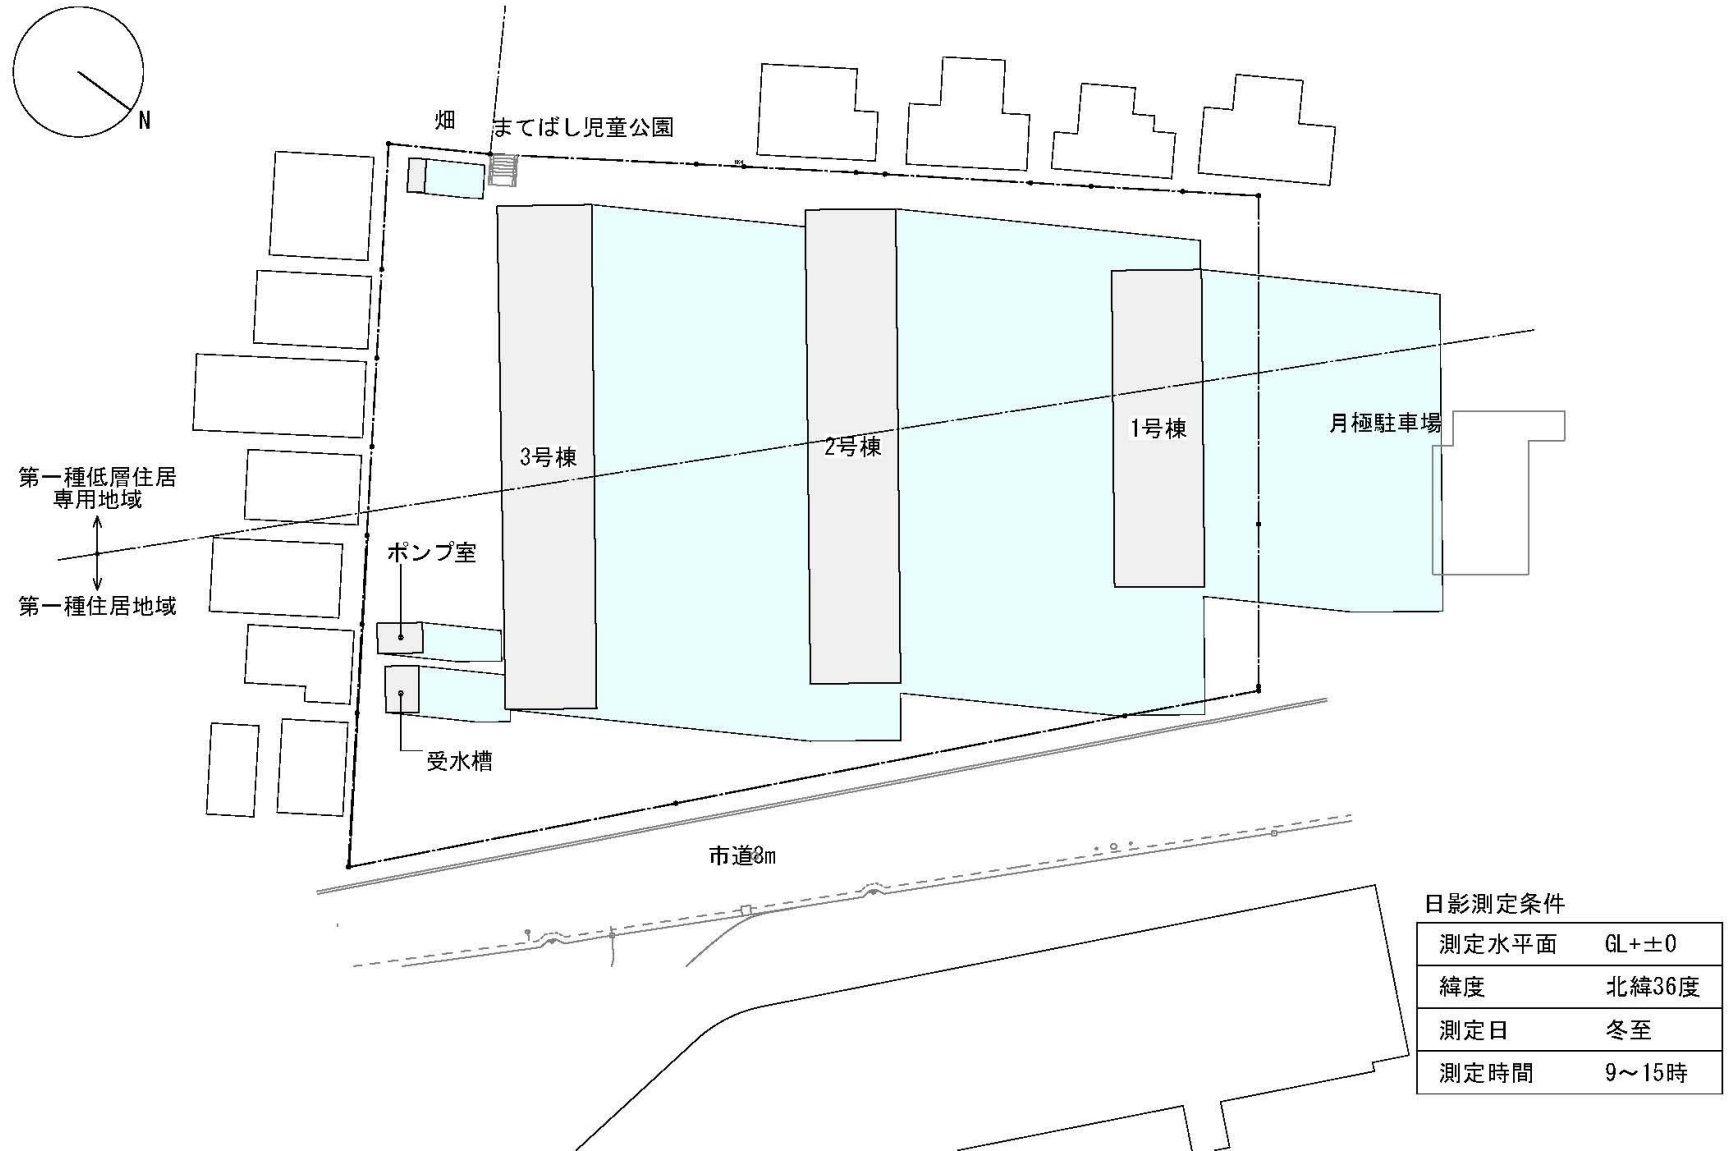 N
畑
まてばし児童公園
3号棟
2号棟
1号棟
月極駐車場
第一種低層住居
専用地域
第一種住居地域
ポンプ室
受水槽
市道8m
日影測定条件
測定水平面 GL+±0
緯度 北緯36度
測定日 冬至
測定時間 9～15時